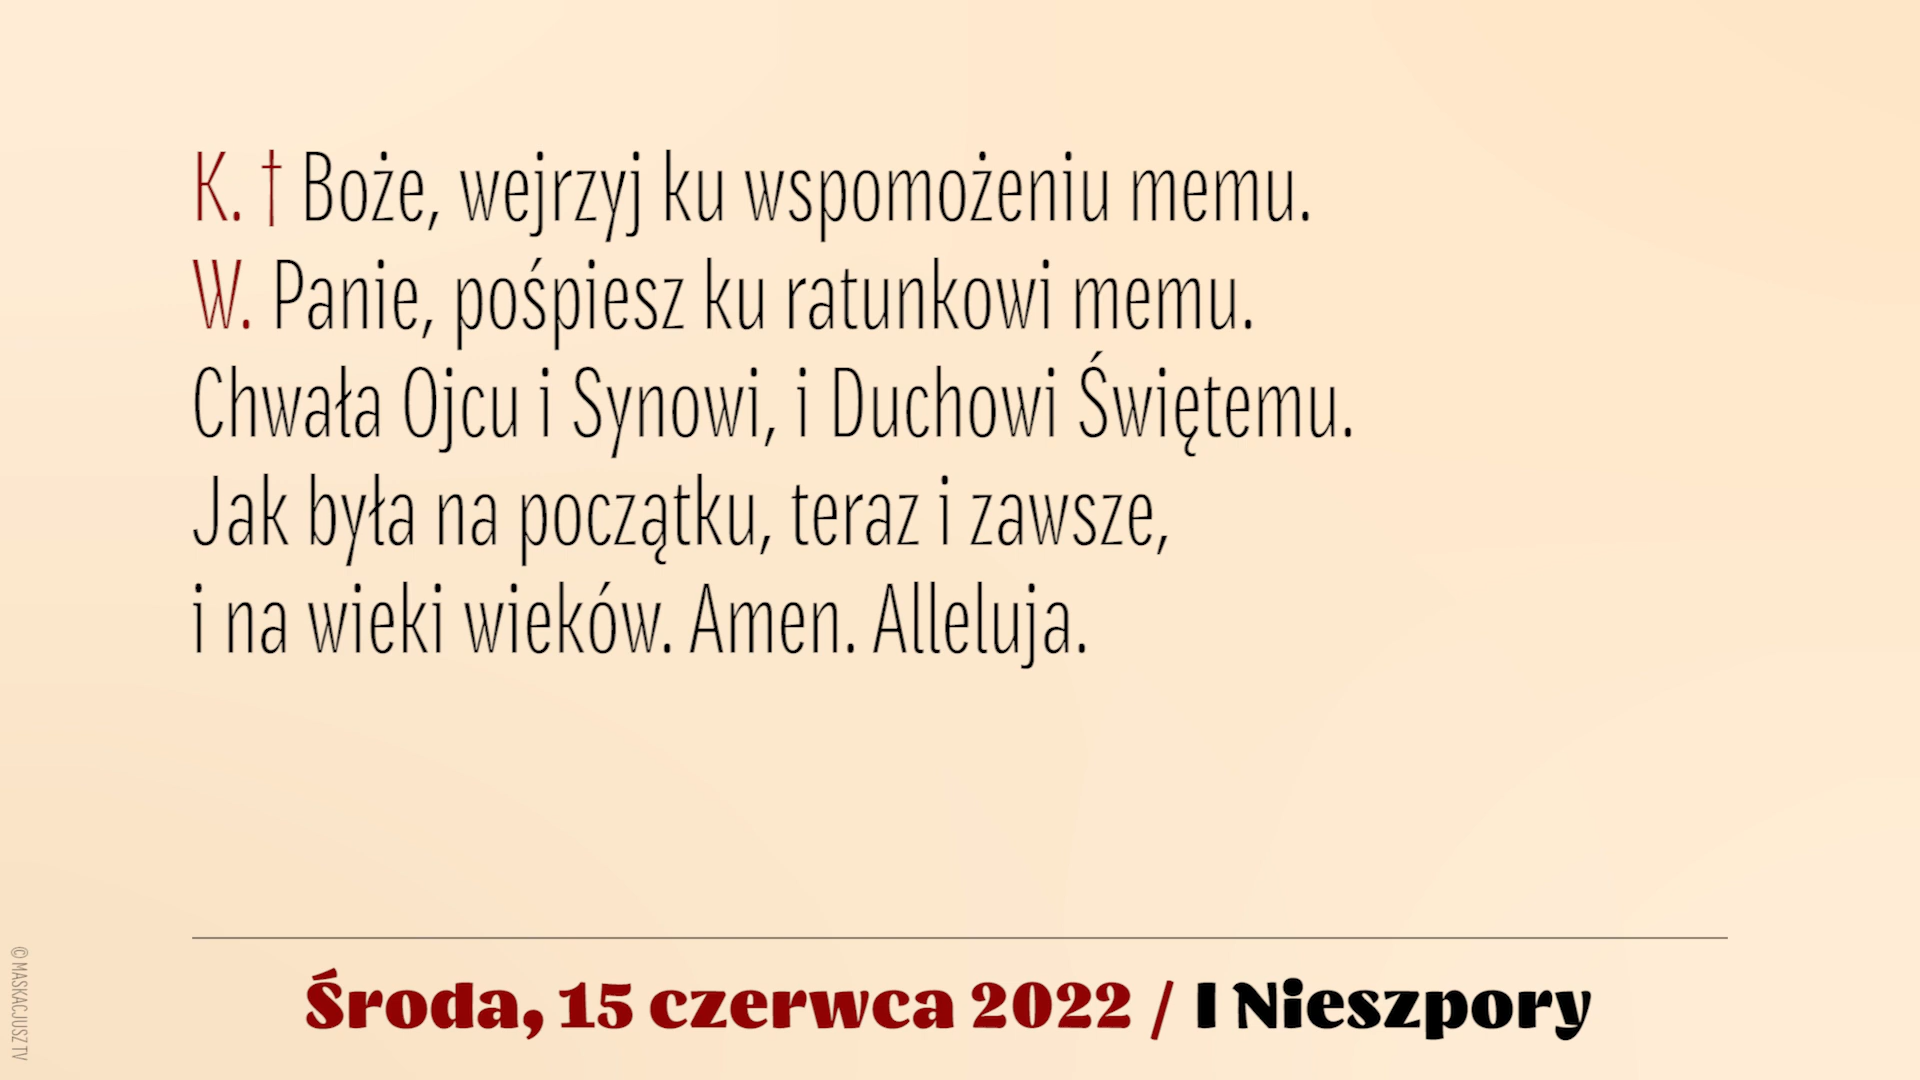 K. † Boże, wejrzyj ku wspomożeniu memu.
W. Panie, pośpiesz ku ratunkowi memu.
Chwała Ojcu i Synowi, i Duchowi Świętemu.
Jak była na początku, teraz i zawsze,
i na wieki wieków. Amen. Alleluja.
Środa, 15 czerwca 2022 / I Nieszpory
© MASKACJUSZ TV